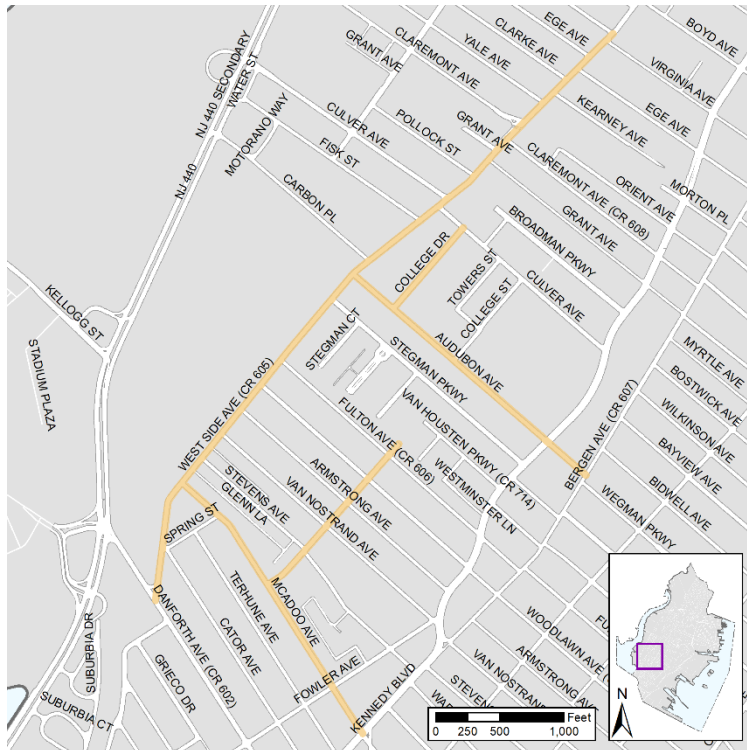 EGE AVE
BOYD AVE
CLARKE AVE
YALE AVE
GRANT AVE
CLAREMONT AVE
VIRGINIA AVE
NJ 440 SECONDARY
WATER ST
EGE AVE
KEARNEY AVE
MOTORANO WAY
CULVER AVE
POLLOCK ST
GRANT AVE
FISK ST
CLAREMONT AVE (CR 608)
ORIENT AVE
MORTON PL
NJ 440
CARBON PL
BROADMAN PKWY
GRANT AVE
COLLEGE DR
TOWERS ST
CULVER AVE
COLLEGE ST
KELLOGG ST
STADIUM PLAZA
STEGMAN CT
STEGMAN PKWY
AUDUBON AVE
MYRTLE AVE
BOSTWICK AVE
WILKINSON AVE
BAYVIEW AVE
BIDWELL AVE
WEST SIDE AVE (CR 605)
FULTON AVE (CR 606)
VAN HOUSTEN PKWY (CR 714)
BERGEN AVE (CR 607)
WESTMINSTER LN
WEGMAN PKWY
ARMSTRONG AVE
STEVENS AVE
VAN NOSTRAND AVE
GLENN LA
SPRING ST
MCADOO AVE
TERHUNE AVE
DANFORTH AVE (CR 602)
CATOR AVE
SUBURBIA DR
GRIECO DR
FOWLER AVE
KENNEDY BLVD
SUBURBIA CT
WOODLAWN AVE
VAN NOSTRAND
ARMSTRONG AVE
STEVENS
N
Feet
0 250 500 1,000